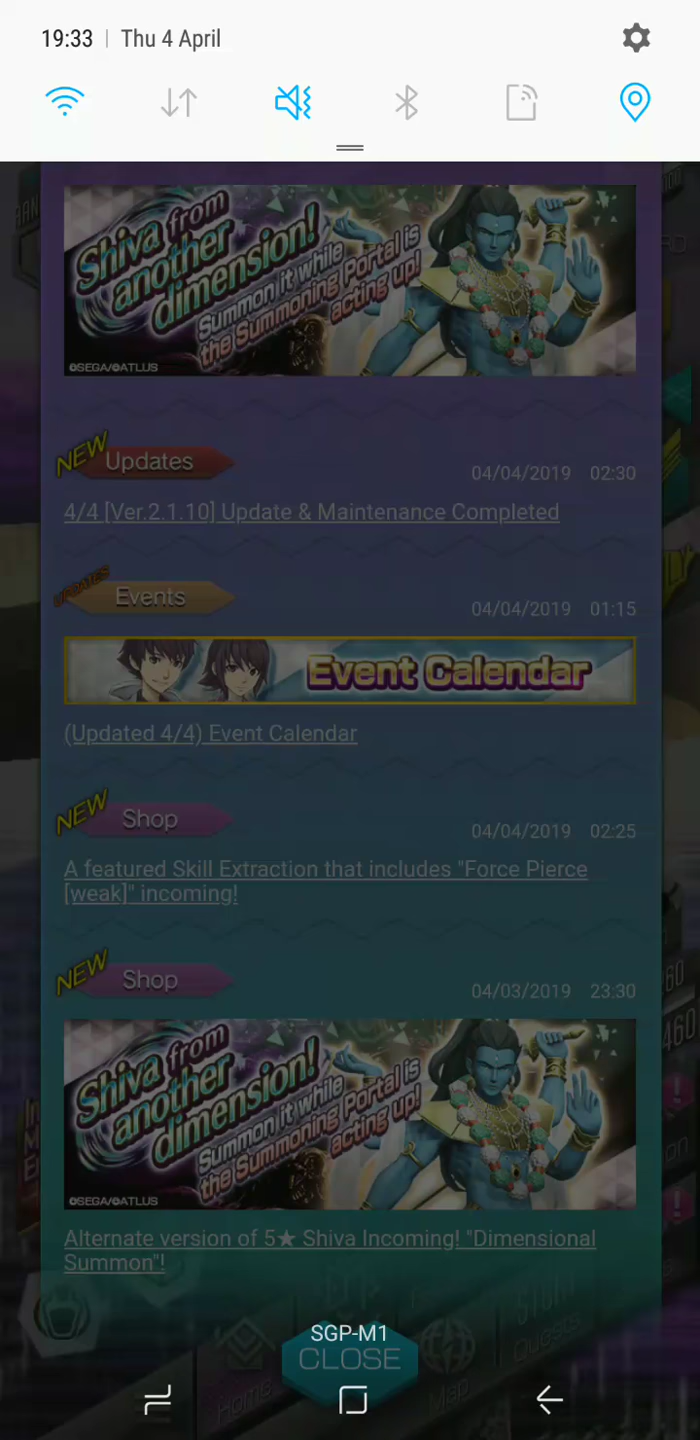 19:33 | Thu 4 April
Shiva from
another
dimension!
Summon it while
the Summoning Portal is
acting up!
©SEGA/©ATLUS
NEW
Updates
04/04/2019 02:30
4/4 [Ver.2.1.10] Update & Maintenance Completed
UPDATES
Events
04/04/2019 01:15
Event Calendar
(Updated 4/4) Event Calendar
NEW
Shop
04/04/2019 02:25
A featured Skill Extraction that includes "Force Pierce
[weak]" incoming!
NEW
Shop
04/03/2019 23:30
Shiva from
another
dimension!
Summon it while
the Summoning Portal is
acting up!
©SEGA/©ATLUS
Alternate version of 5★ Shiva Incoming! "Dimensional
Summon"!
SGP-M1
CLOSE
Home
Map
Quests